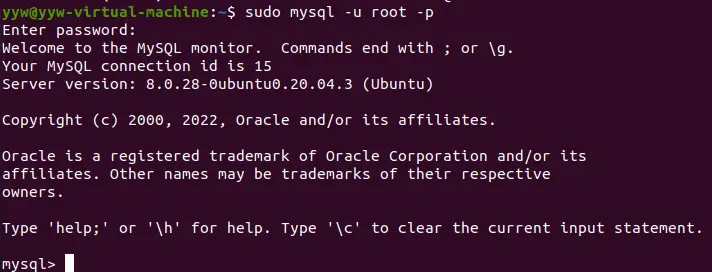 yyw@yyw-virtual-machine:~$ sudo mysql -u root -p
Enter password:
Welcome to the MySQL monitor.  Commands end with ; or \g.
Your MySQL connection id is 15
Server version: 8.0.28-0ubuntu0.20.04.3 (Ubuntu)

Copyright (c) 2000, 2022, Oracle and/or its affiliates.

Oracle is a registered trademark of Oracle Corporation and/or its
affiliates. Other names may be trademarks of their respective
owners.

Type 'help;' or '\h' for help. Type '\c' to clear the current input statement.

mysql>